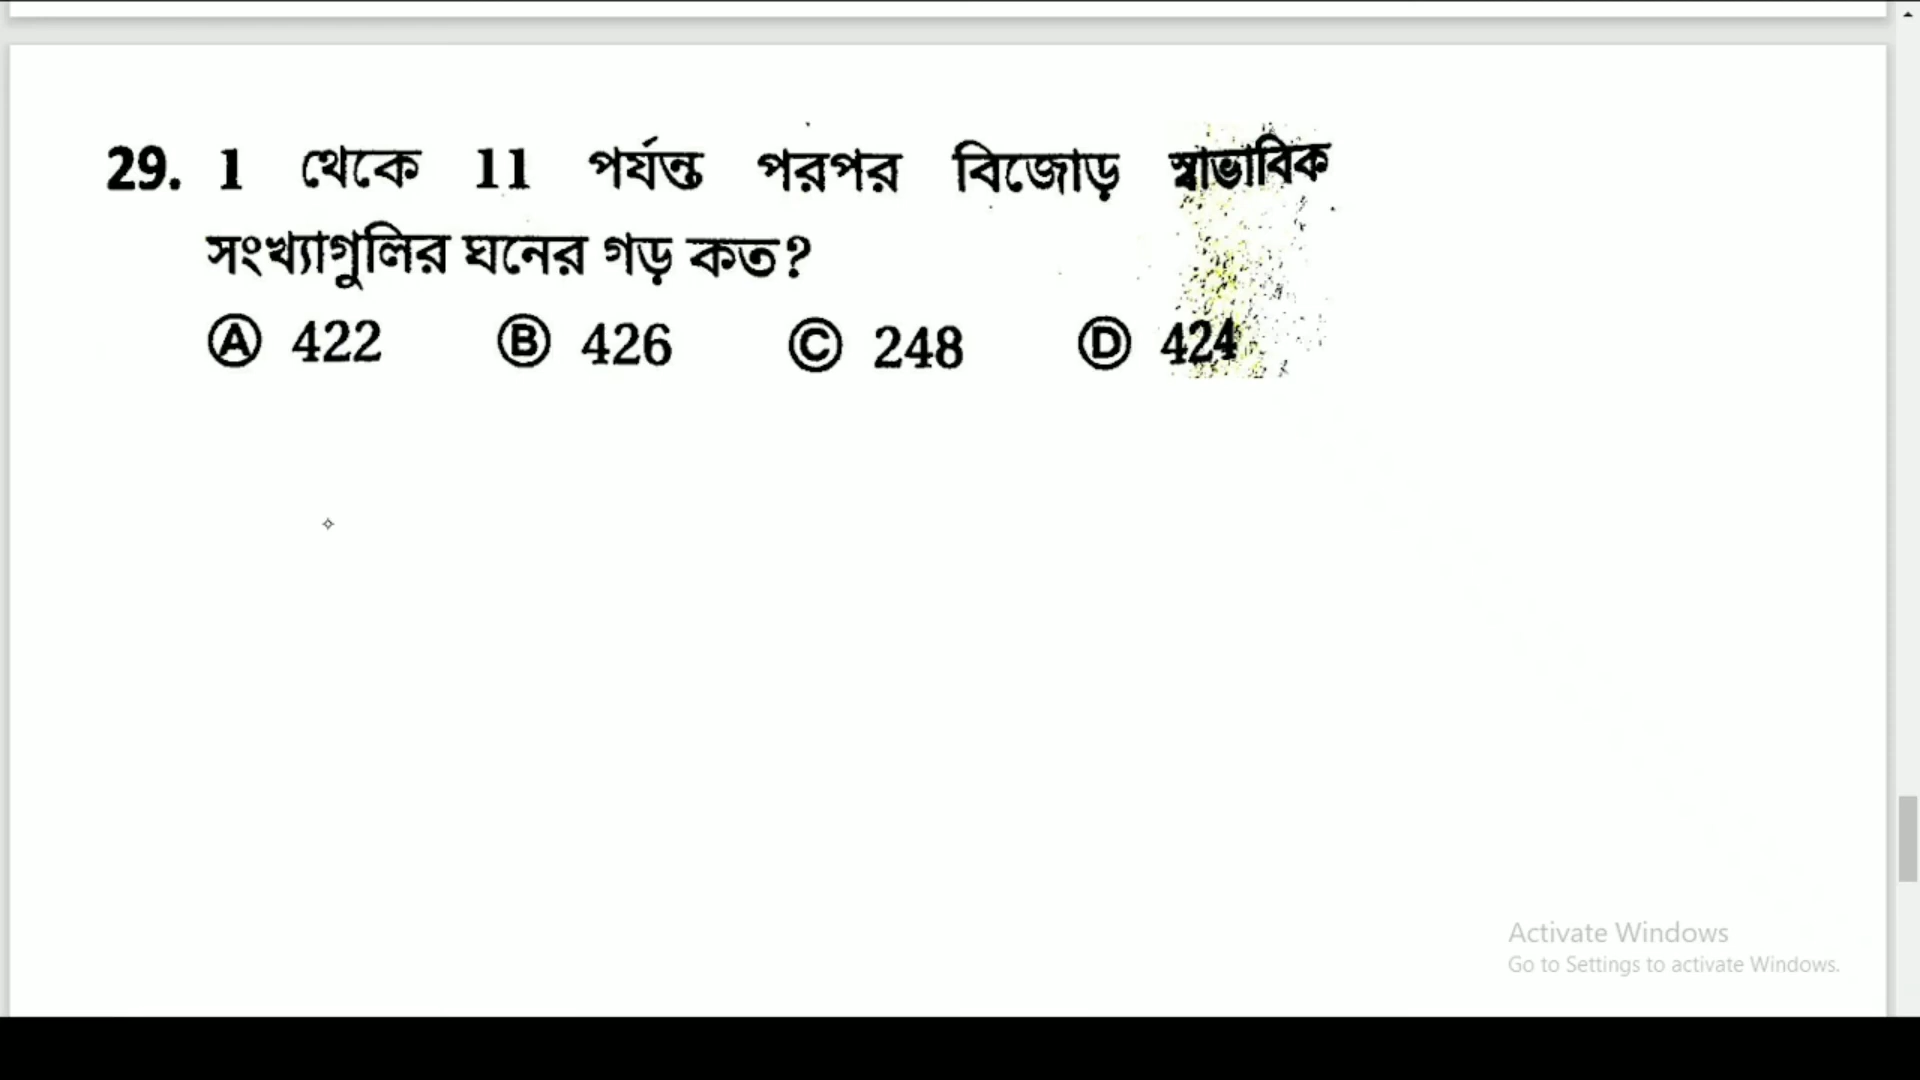 29. 1 থেকে 11 পর্যন্ত পরপর বিজোড় স্বাভাবিক
সংখ্যাগুলির ঘনের গড় কত?
Ⓐ 422 Ⓑ 426 Ⓒ 248 Ⓓ 424
Activate Windows
Go to Settings to activate Windows.